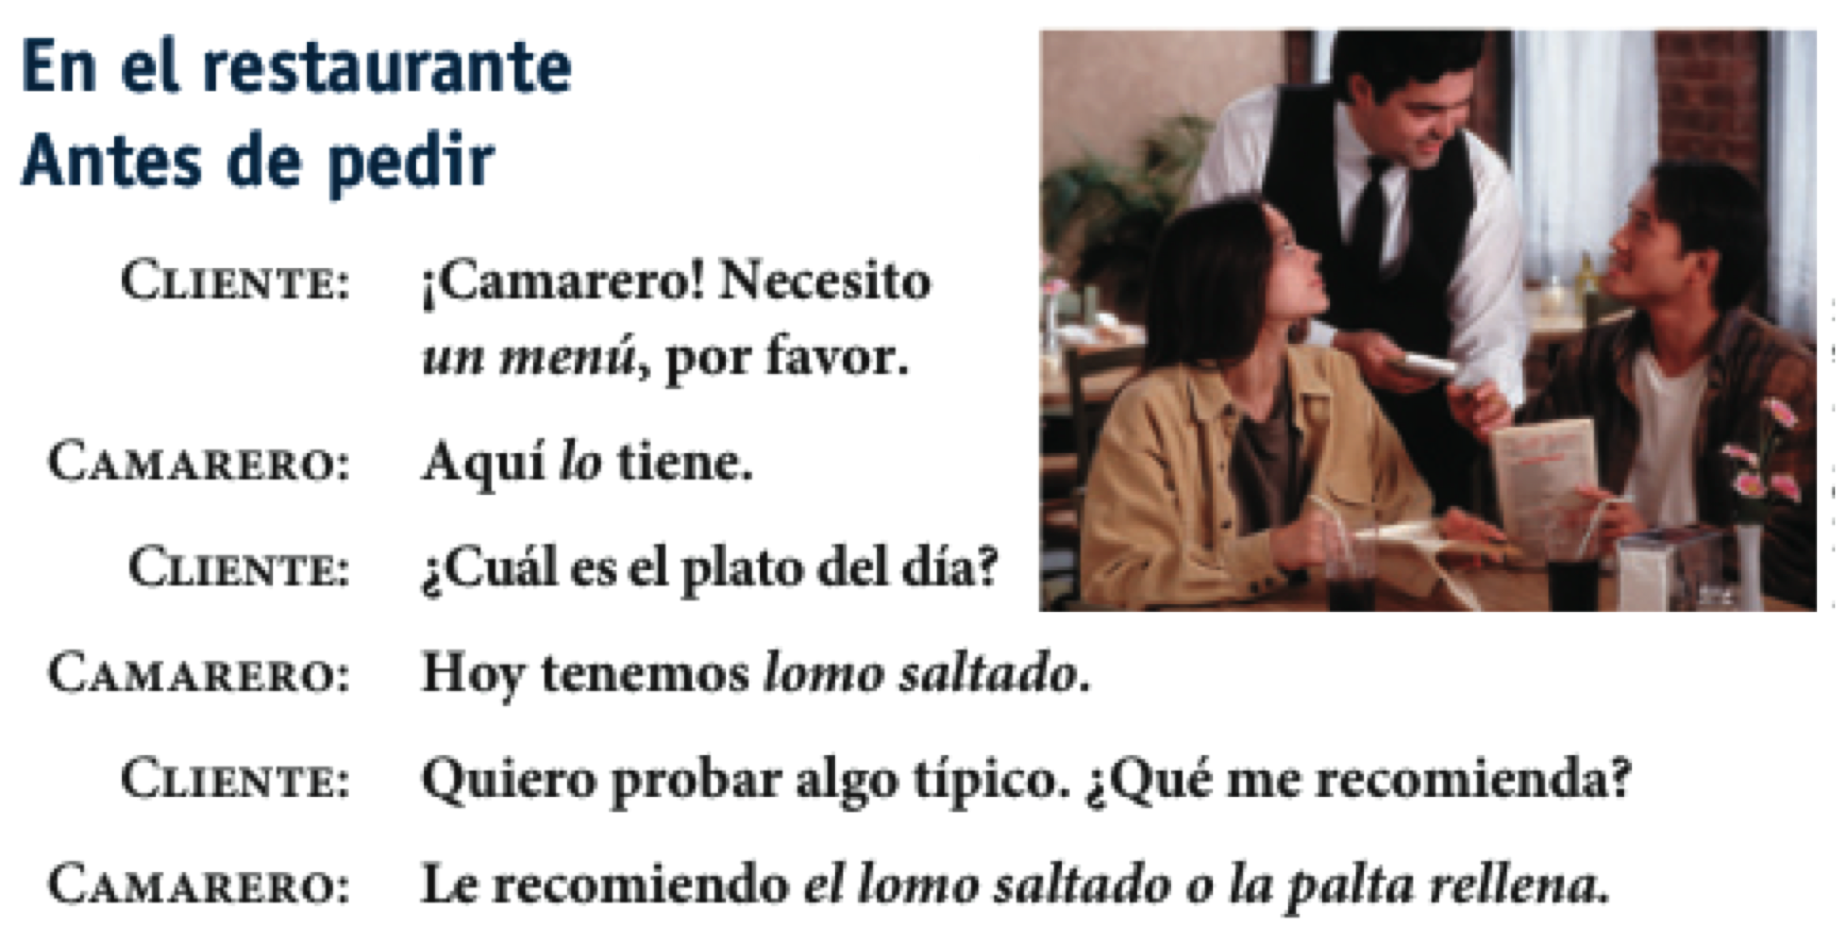 En el restaurante
Antes de pedir
CLIENTE: ¡Camarero! Necesito
un menú, por favor.
CAMARERO: Aquí lo tiene.
CLIENTE: ¿Cuál es el plato del día?
CAMARERO: Hoy tenemos lomo saltado.
CLIENTE: Quiero probar algo típico. ¿Qué me recomienda?
CAMARERO: Le recomiendo el lomo saltado o la palta rellena.